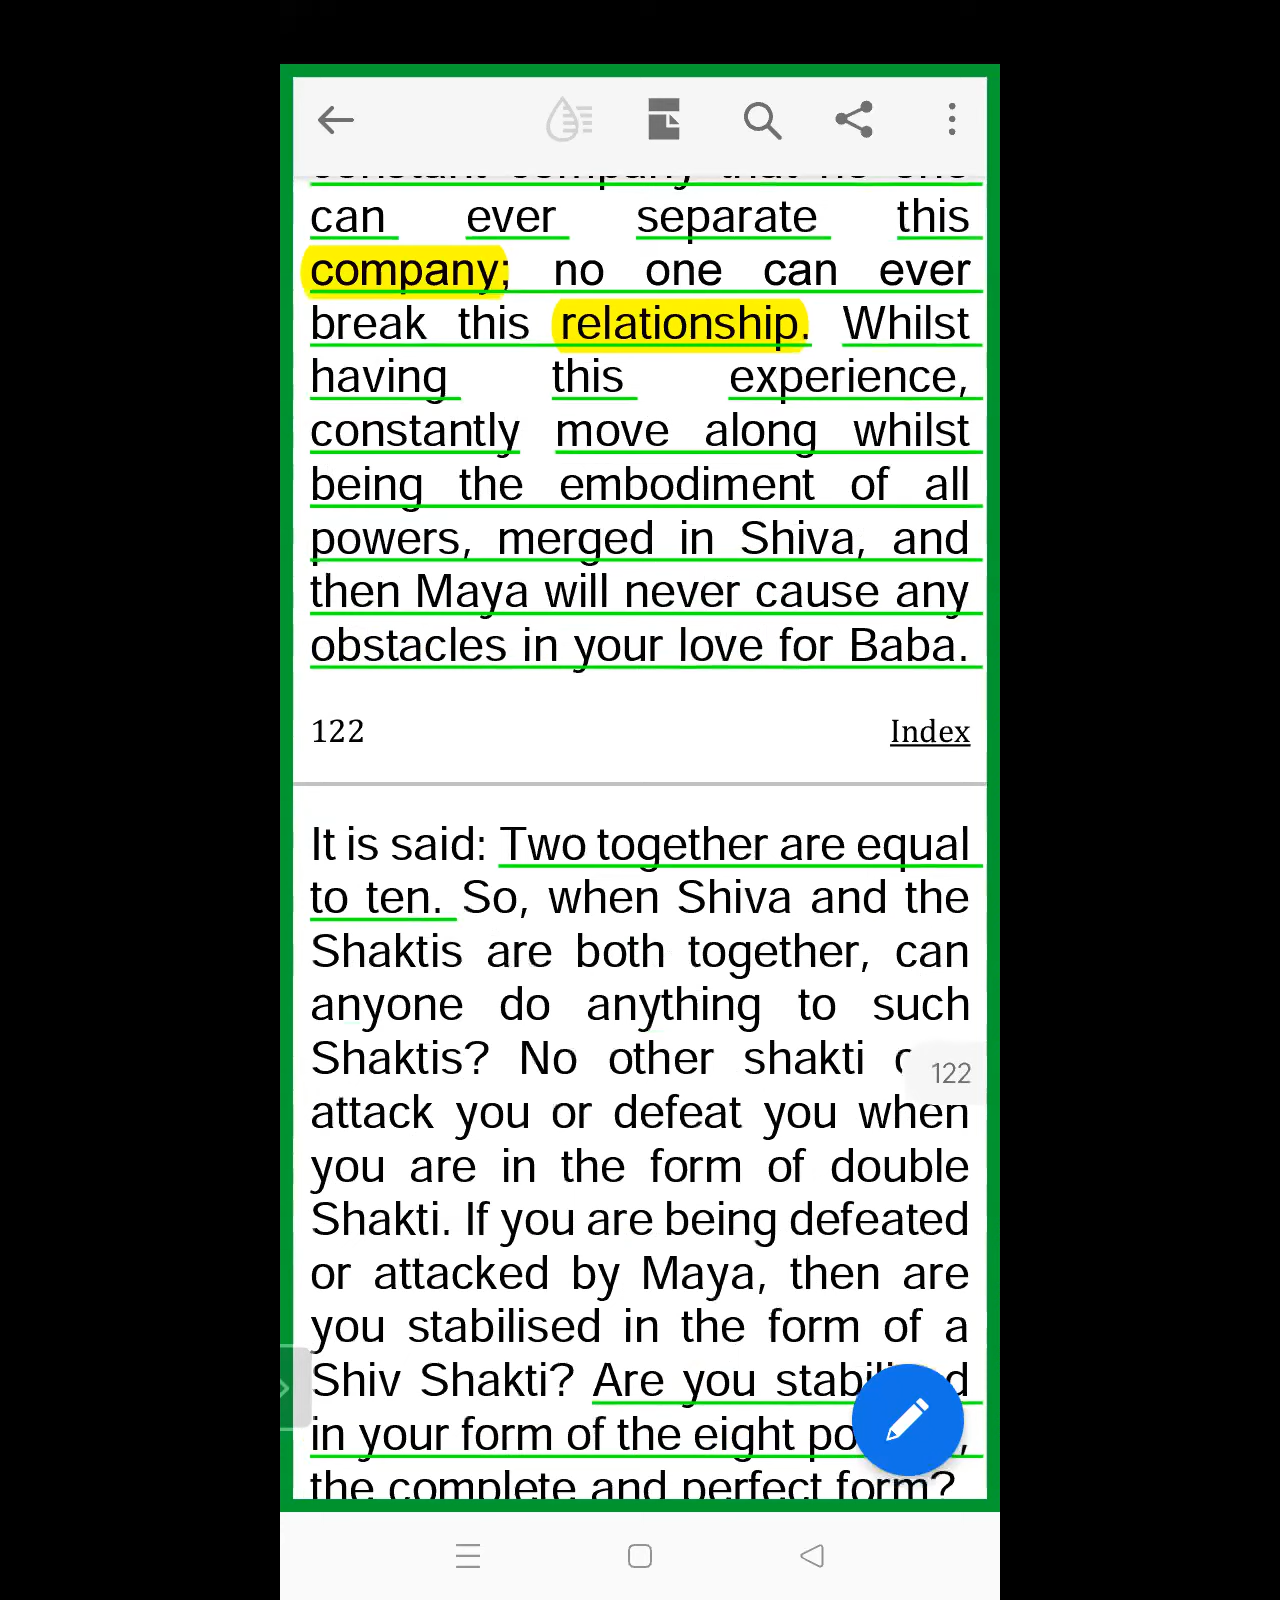 constant company that no one
can ever separate this
company; no one can ever
break this relationship. Whilst
having this experience,
constantly move along whilst
being the embodiment of all
powers, merged in Shiva, and
then Maya will never cause any
obstacles in your love for Baba.
122 Index
It is said: Two together are equal
to ten. So, when Shiva and the
Shaktis are both together, can
anyone do anything to such
Shaktis? No other shakti
122
attack you or defeat you when
you are in the form of double
Shakti. If you are being defeated
or attacked by Maya, then are
you stabilised in the form of a
Shiv Shakti? Are you stabilised
in your form of the eight
the complete and perfect form?